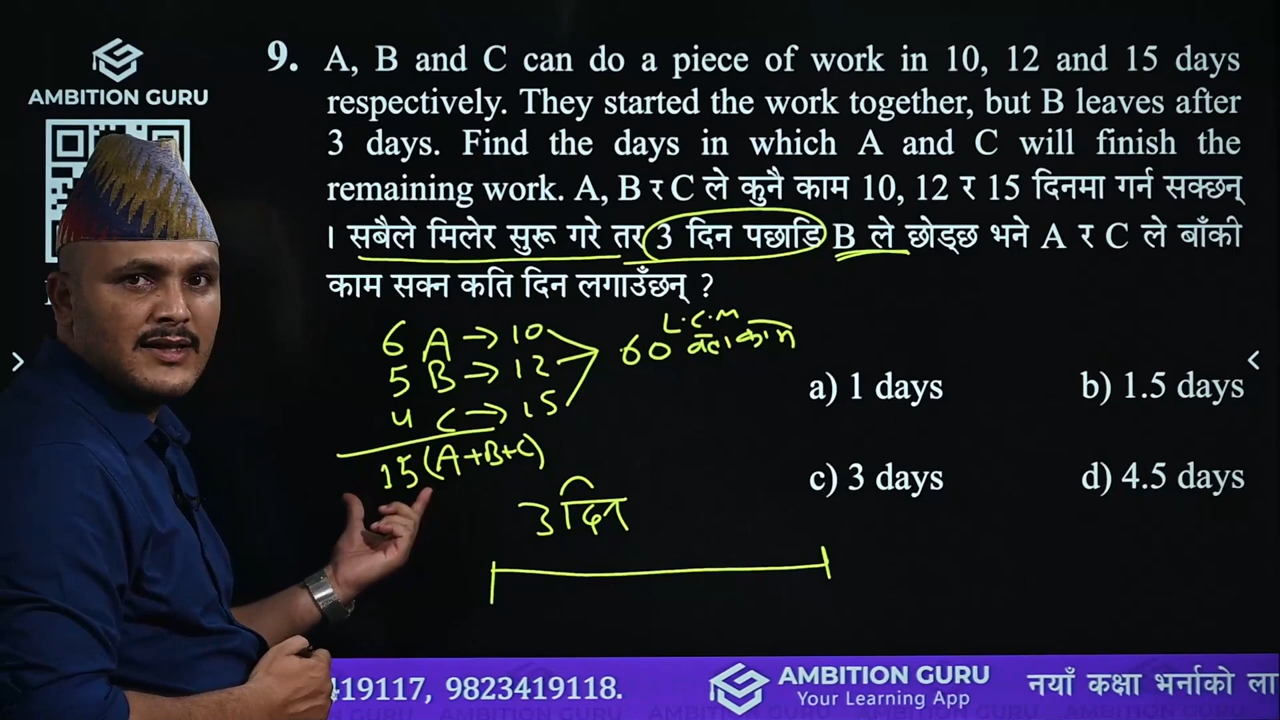 AMBITION GURU
9. A, B and C can do a piece of work in 10, 12 and 15 days
respectively. They started the work together, but B leaves after
3 days. Find the days in which A and C will finish the
remaining work. A, B र C ले कुनै काम 10, 12 र 15 दिनमा गर्न सक्छन्
। सबैले मिलेर सुरू गरे तर 3 दिन पछाडि B ले छोड्छ भने A र C ले बाँकी
काम सक्न कति दिन लगाउँछन् ?
6 A → 10
5 B → 12
4 C → 15
L.C.M
60
15 (A+B+C)
3 दिन
a) 1 days
b) 1.5 days
c) 3 days
d) 4.5 days
419117, 9823419118.
AMBITION GURU
Your Learning App
नयाँ कक्षा भर्नाको ला